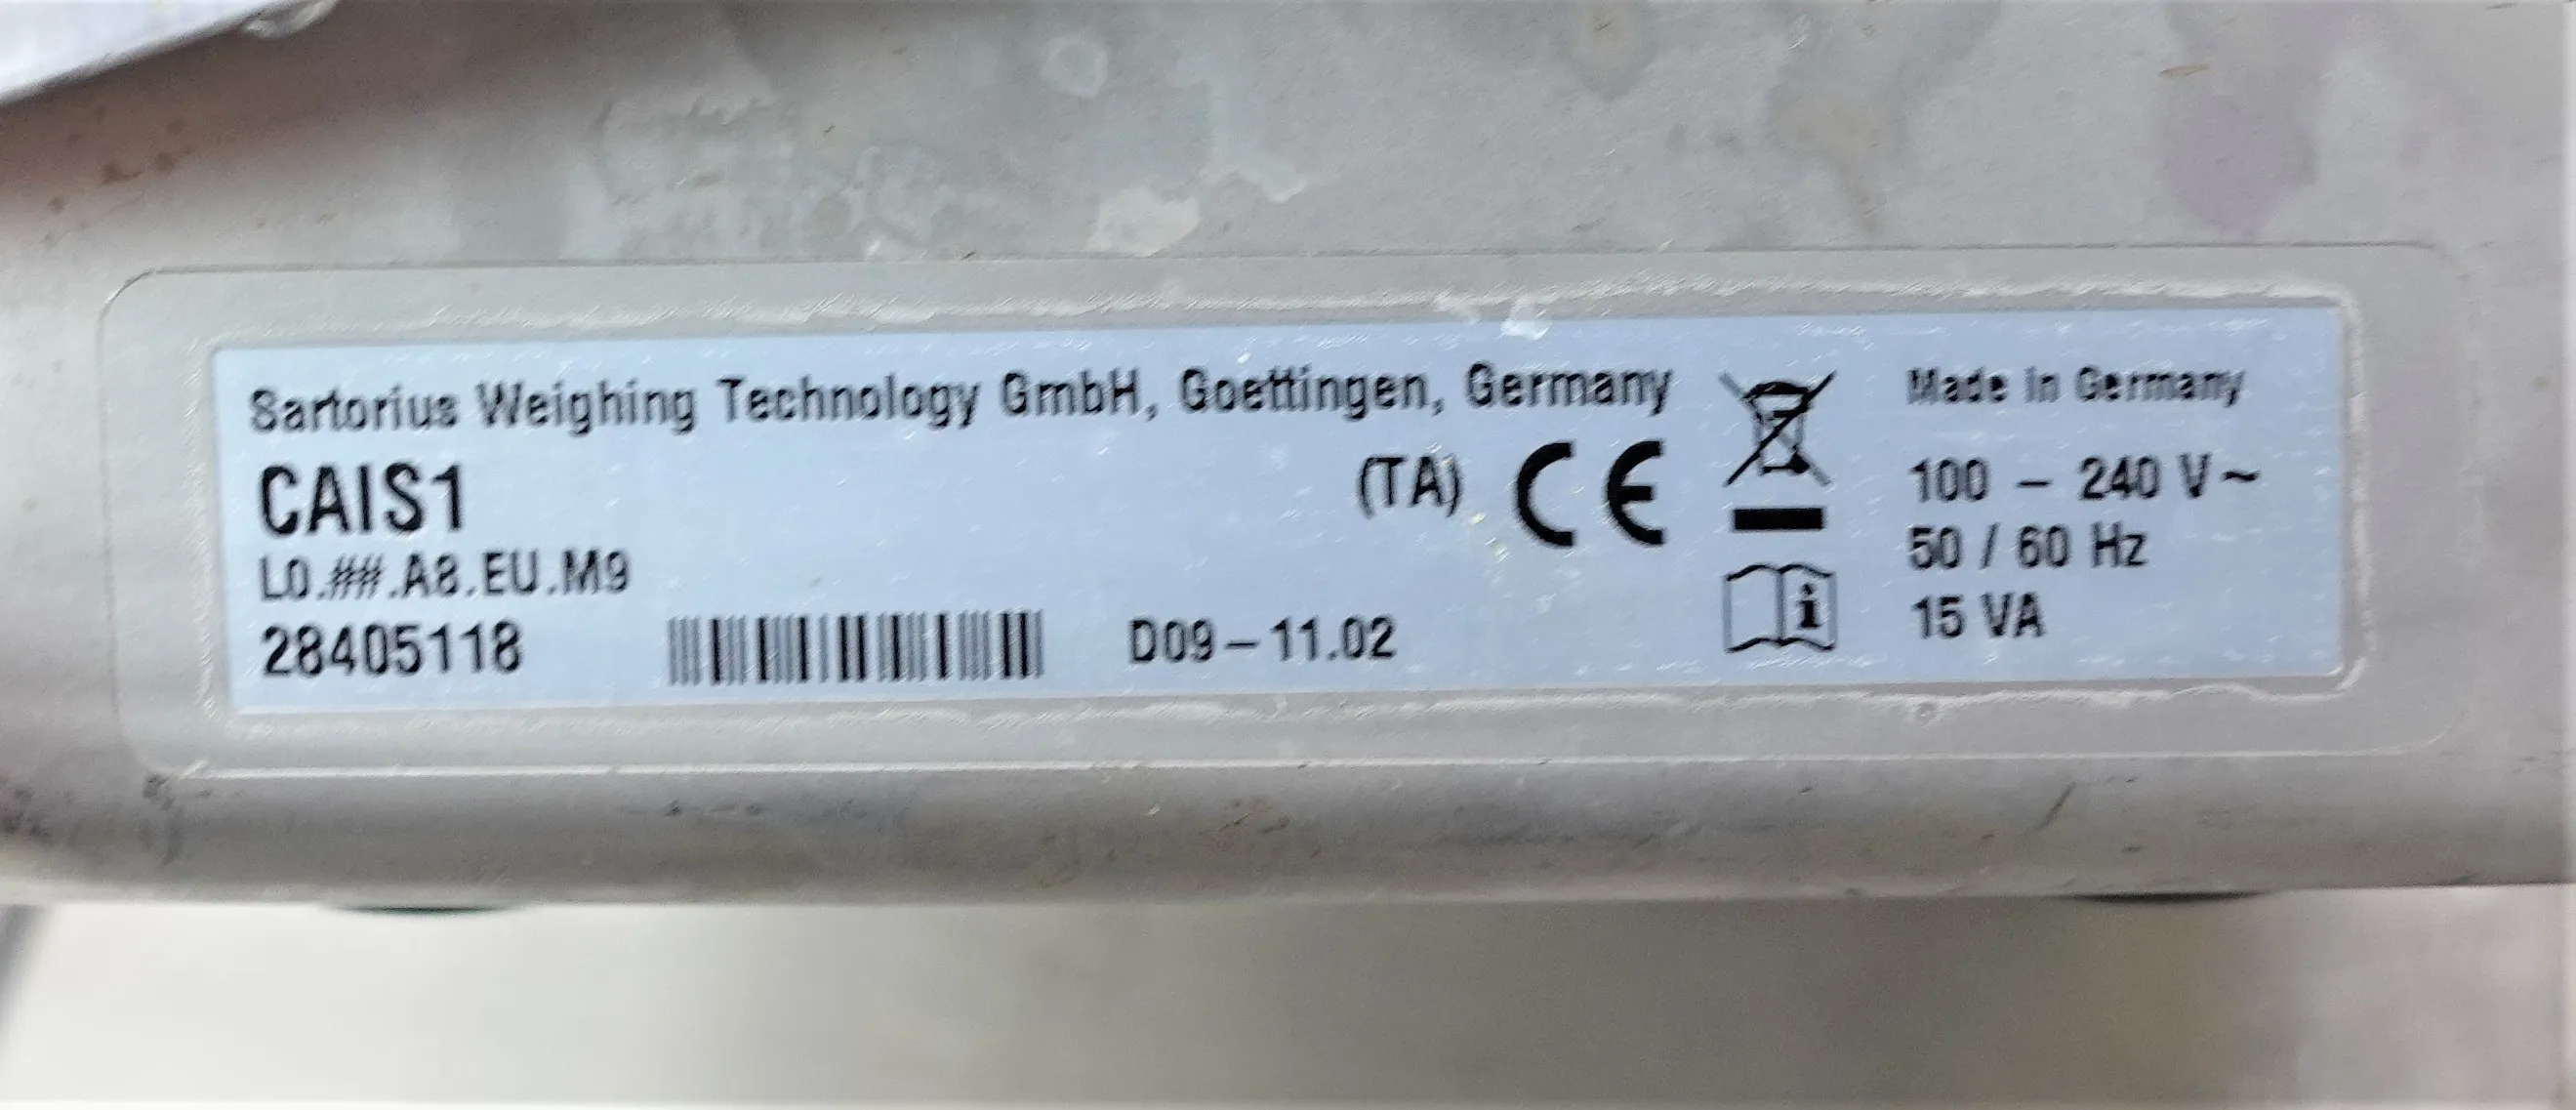 Sartorius Weighing Technology GmbH, Goettingen, Germany
CAIS1
(TA) CE
L0.##.A8.EU.M9
28405118
D09-11.02
Made in Germany
100 - 240 V~
50 / 60 Hz
15 VA